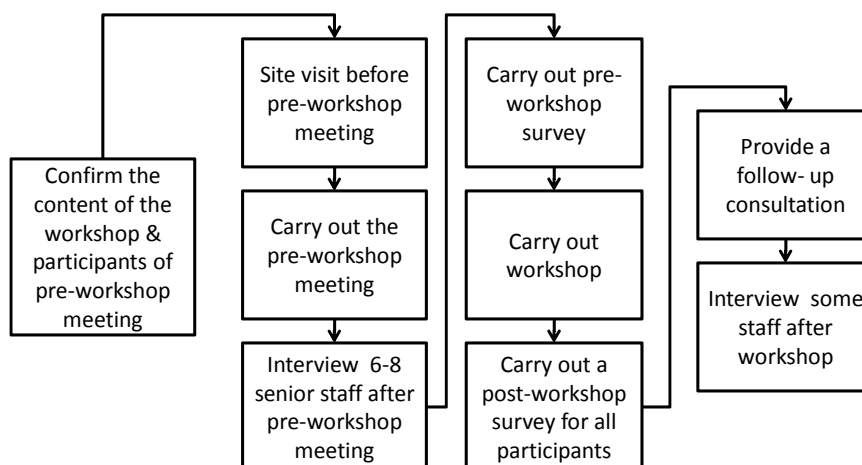 Confirm the
content of the
workshop &
participants of
pre-workshop
meeting
Site visit before
pre-workshop
meeting
Carry out the
pre-workshop
meeting
Interview 6-8
senior staff after
pre-workshop
meeting
Carry out pre-
workshop
survey
Carry out
workshop
Carry out a
post-workshop
survey for all
participants
Provide a
follow- up
consultation
Interview some
staff after
workshop